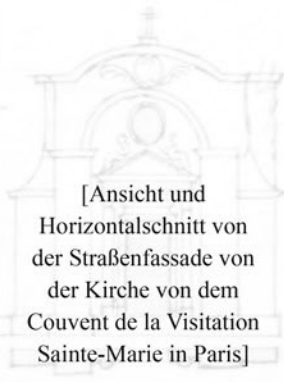 [Ansicht und
Horizontalschnitt von
der Straßenfassade von
der Kirche von dem
Couvent de la Visitation
Sainte-Marie in Paris]